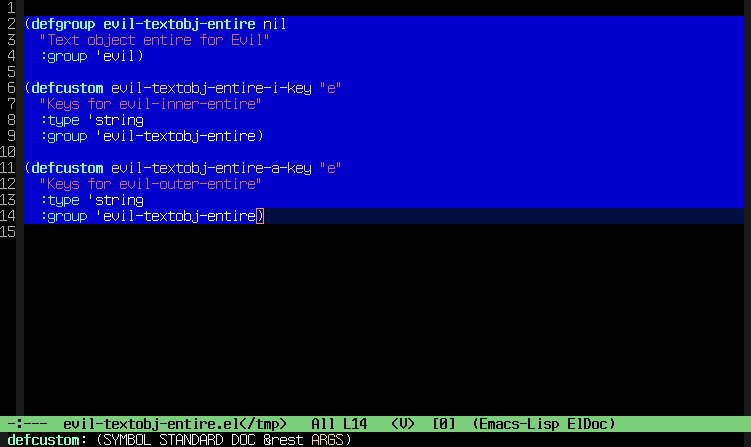 1
2 (defgroup evil-textobj-entire nil
3   "Text object entire for Evil"
4   :group 'evil)
5
6 (defcustom evil-textobj-entire-i-key "e"
7   "Keys for evil-inner-entire"
8   :type 'string
9   :group 'evil-textobj-entire)
10
11 (defcustom evil-textobj-entire-a-key "e"
12   "Keys for evil-outer-entire"
13   :type 'string
14   :group 'evil-textobj-entire)
15
-:---  evil-textobj-entire.el</tmp>   All L14   <V>  [0]  (Emacs-Lisp ElDoc)
defcustom: (SYMBOL STANDARD DOC &rest ARGS)